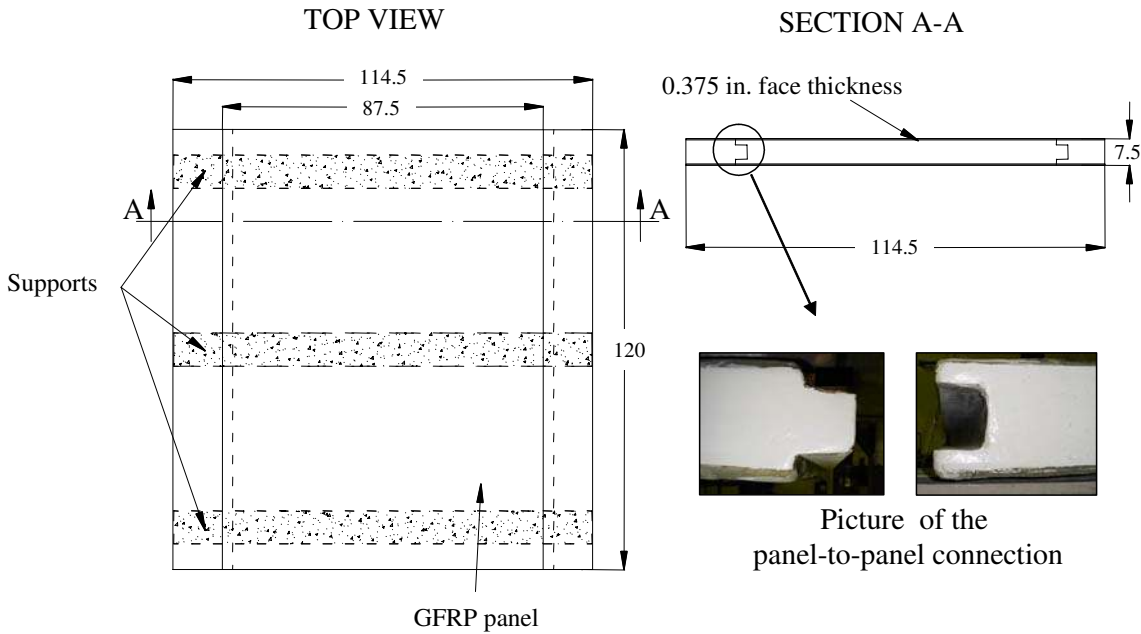 TOP VIEW
SECTION A-A
114.5
87.5
0.375 in. face thickness
7.5
A
A
114.5
Supports
120
Picture of the
panel-to-panel connection
GFRP panel